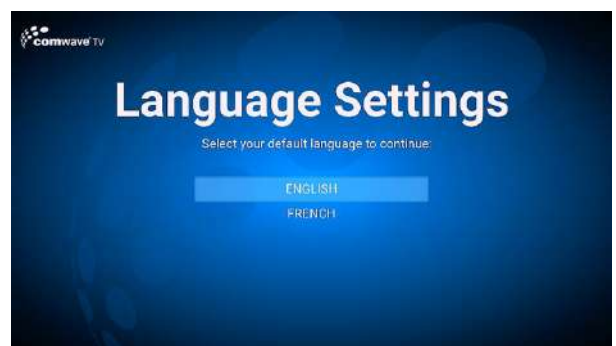 comwave TV
Language Settings
Select your default language to continue:
ENGLISH
FRENCH